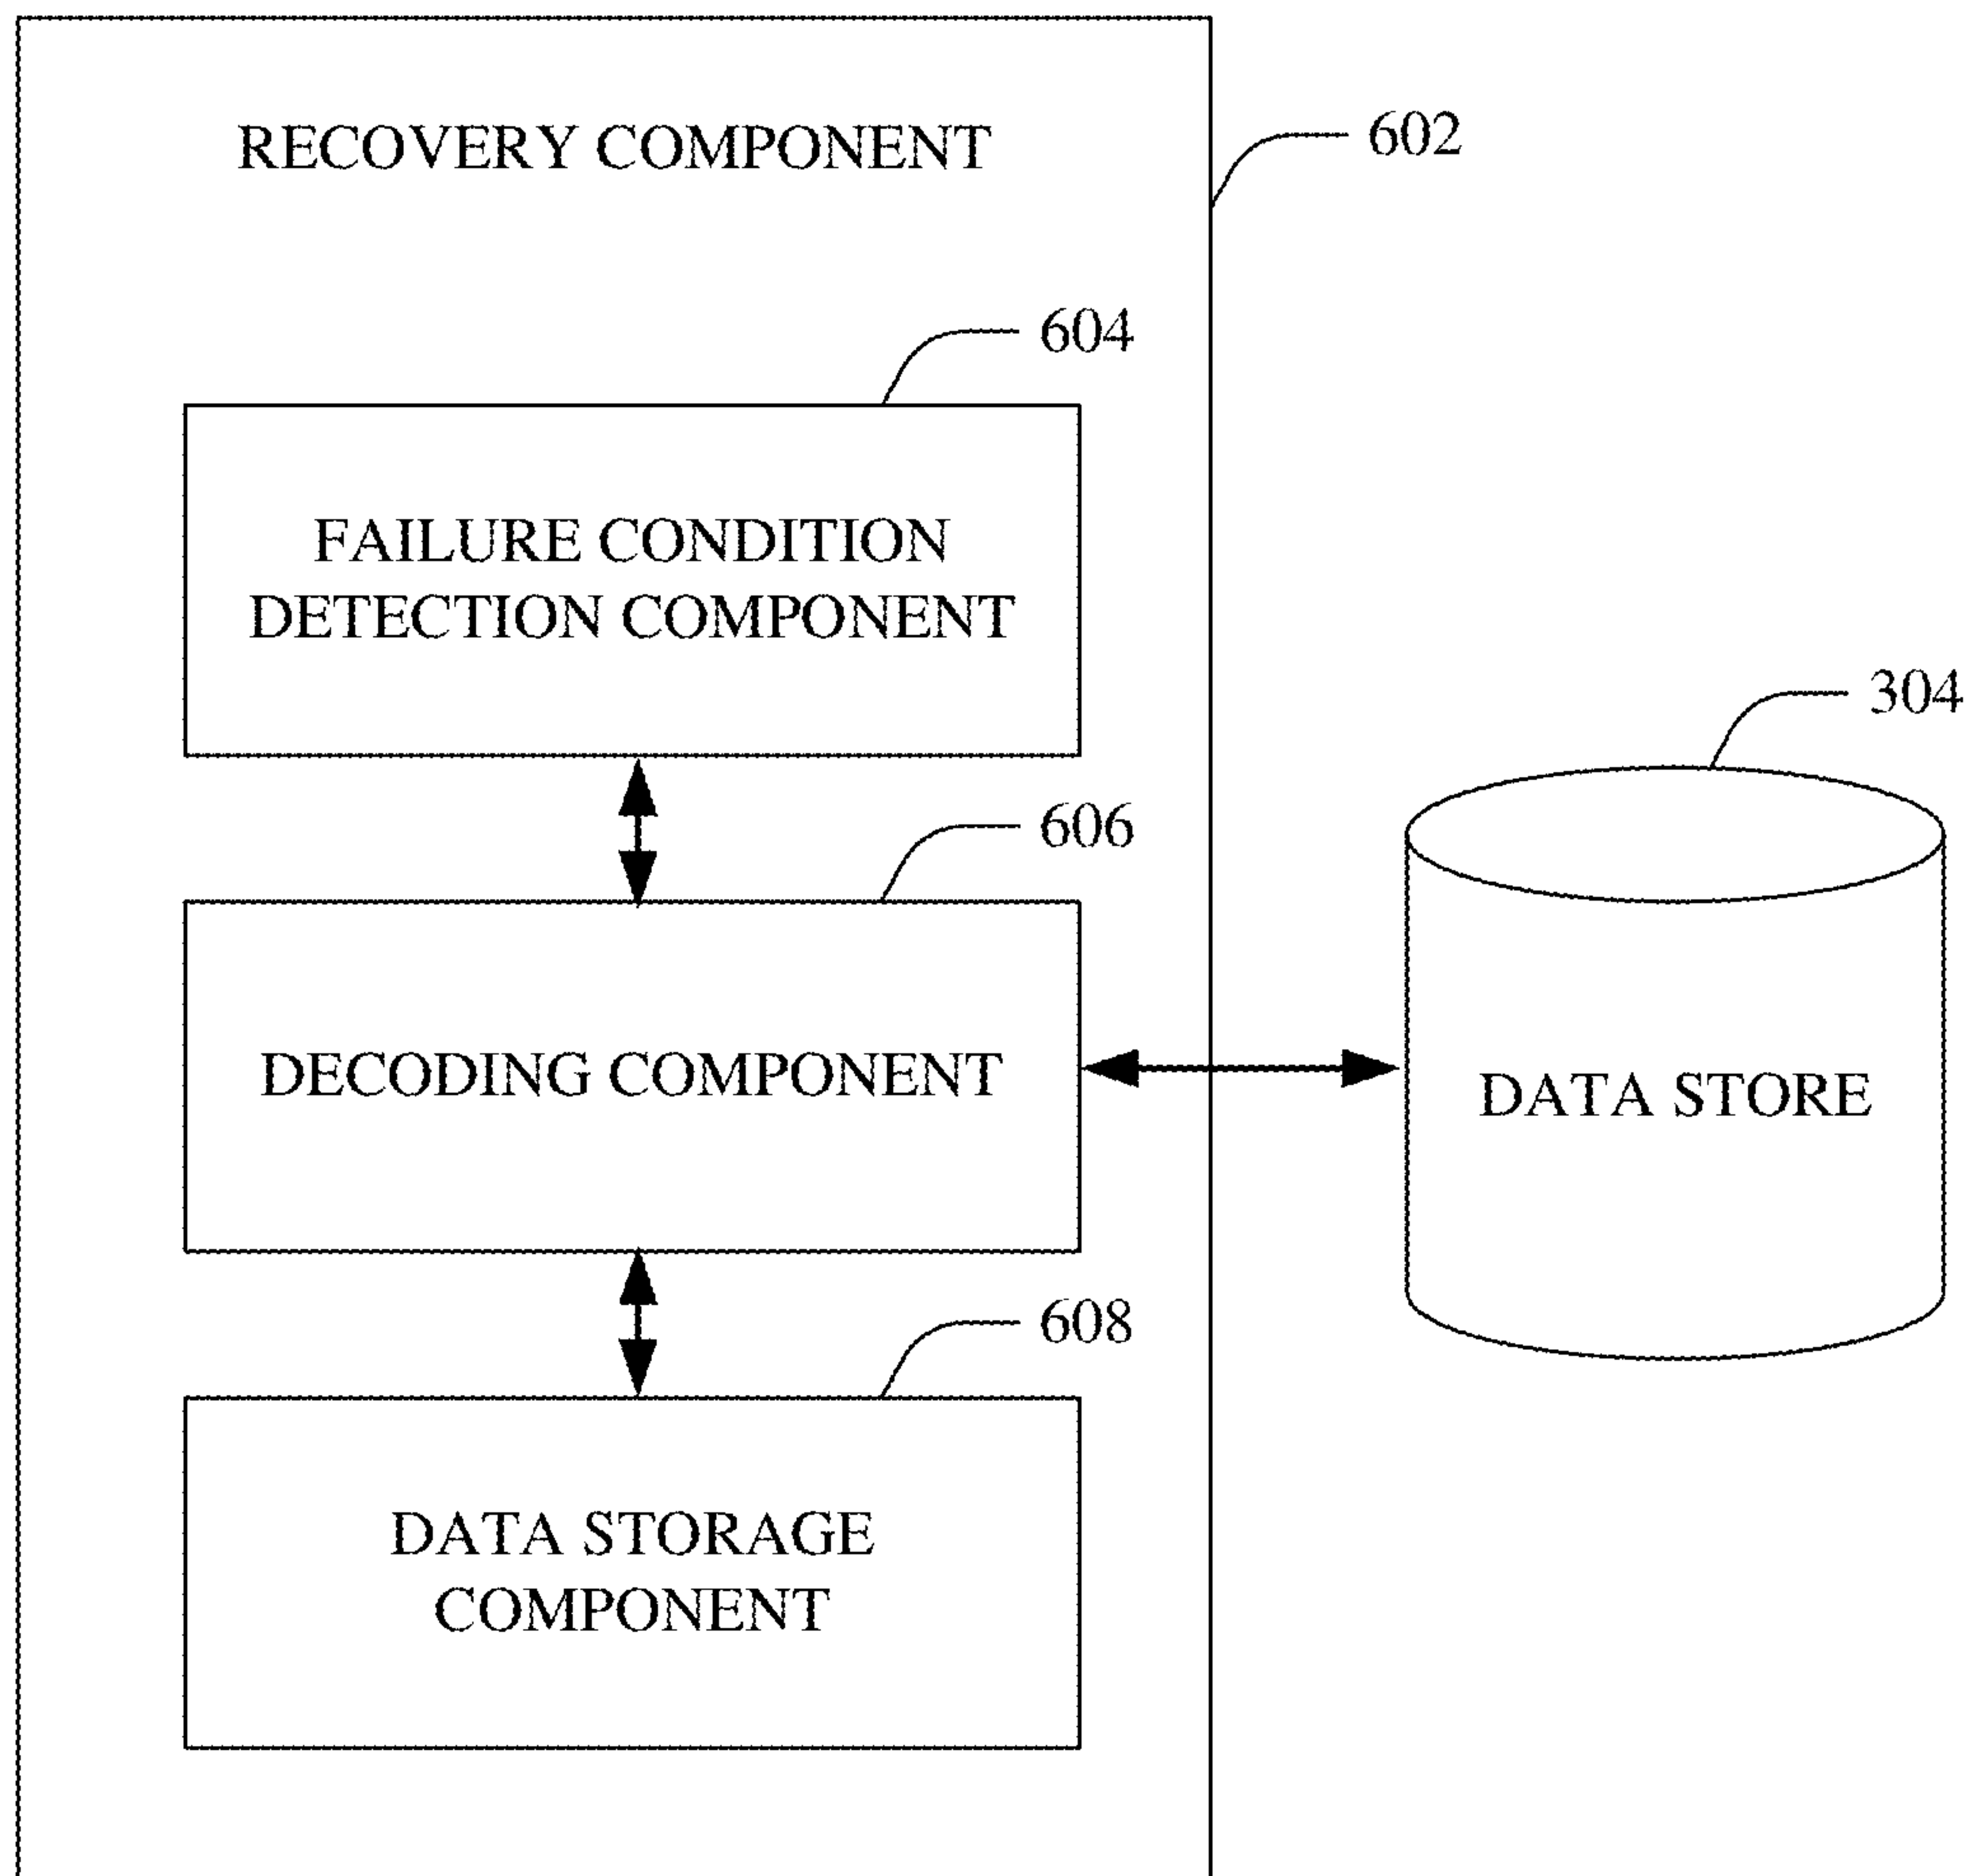 RECOVERY COMPONENT
602
604
FAILURE CONDITION
DETECTION COMPONENT
304
606
DECODING COMPONENT
DATA STORE
608
DATA STORAGE
COMPONENT